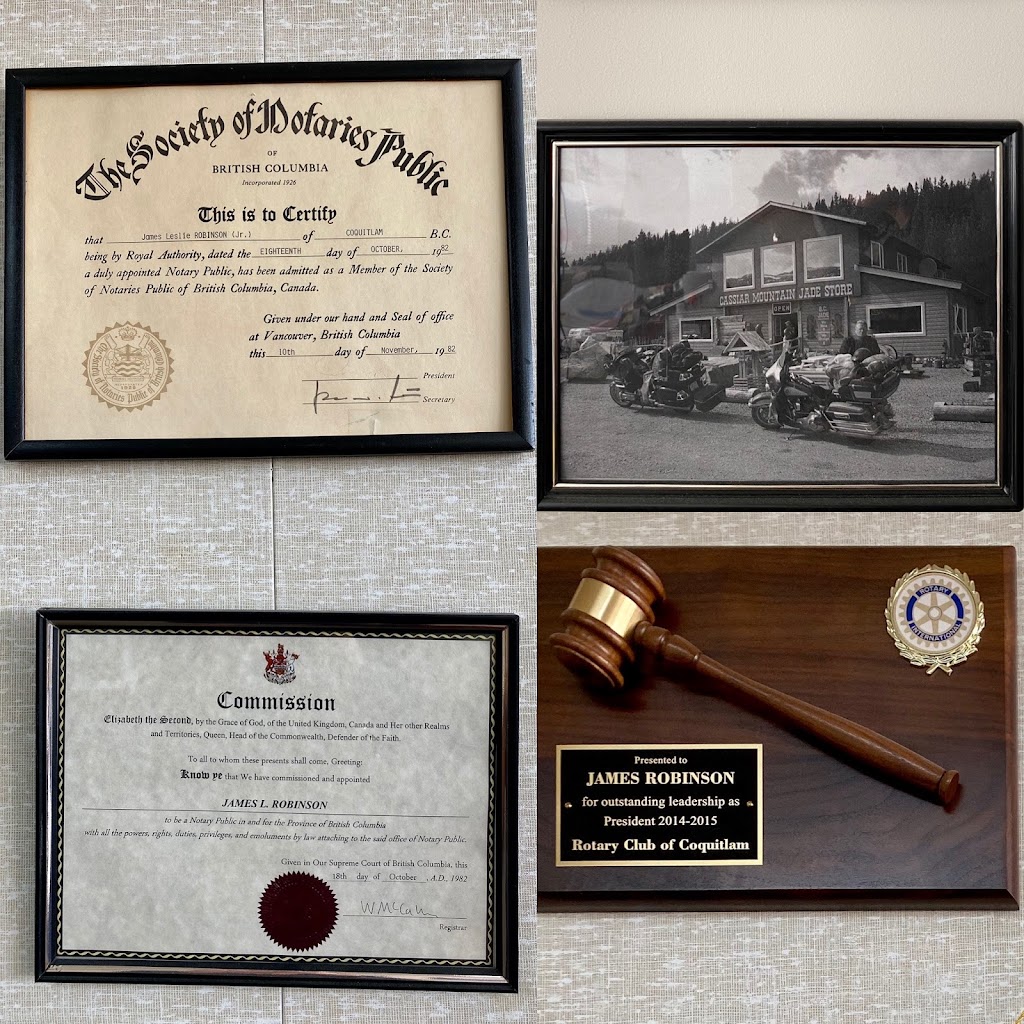 The Society of Notaries Public
OF
BRITISH COLUMBIA
Incorporated 1926
This is to Certify
that James Leslie ROBINSON (Jr.) of COQUITLAM B.C.
being by Royal Authority, dated the EIGHTEENTH day of OCTOBER, 1982
a duly appointed Notary Public, has been admitted as a Member of the Society
of Notaries Public of British Columbia, Canada.
Given under our hand and Seal of office
at Vancouver, British Columbia
this 10th day of November, 1982
President
Secretary
CASSIAR MOUNTAIN JADE STORE
OPEN
Commission
Elizabeth the Second, by the Grace of God, of the United Kingdom, Canada and Her other Realms
and Territories, Queen, Head of the Commonwealth, Defender of the Faith.
To all to whom these presents shall come, Greeting:
Know ye that We have commissioned and appointed
JAMES L. ROBINSON
to be a Notary Public in and for the Province of British Columbia
with all the powers, rights, duties, privileges, and emoluments by law attaching to the said office of Notary Public.
Given in Our Supreme Court of British Columbia, this
18th day of October, A.D., 1982
Registrar
ROTARY
INTERNATIONAL
Presented to
JAMES ROBINSON
for outstanding leadership as
President 2014-2015
Rotary Club of Coquitlam